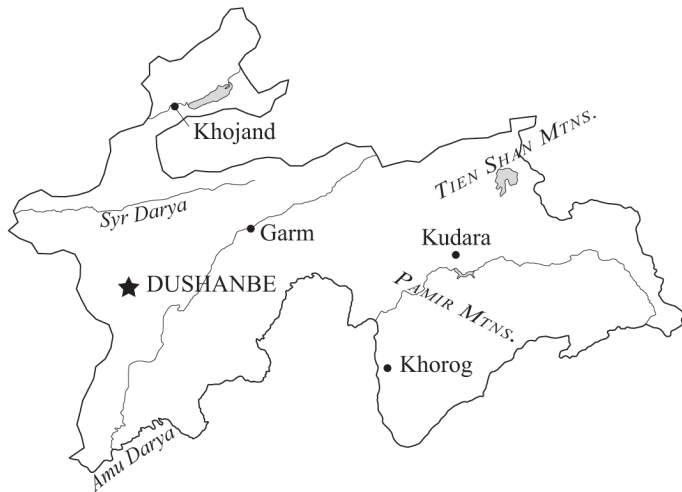 Khojand
TIEN SHAN MTNS.
Syr Darya
Garm
Kudara
DUSHANBE
PAMIR MTNS.
Khorog
Amu Darya